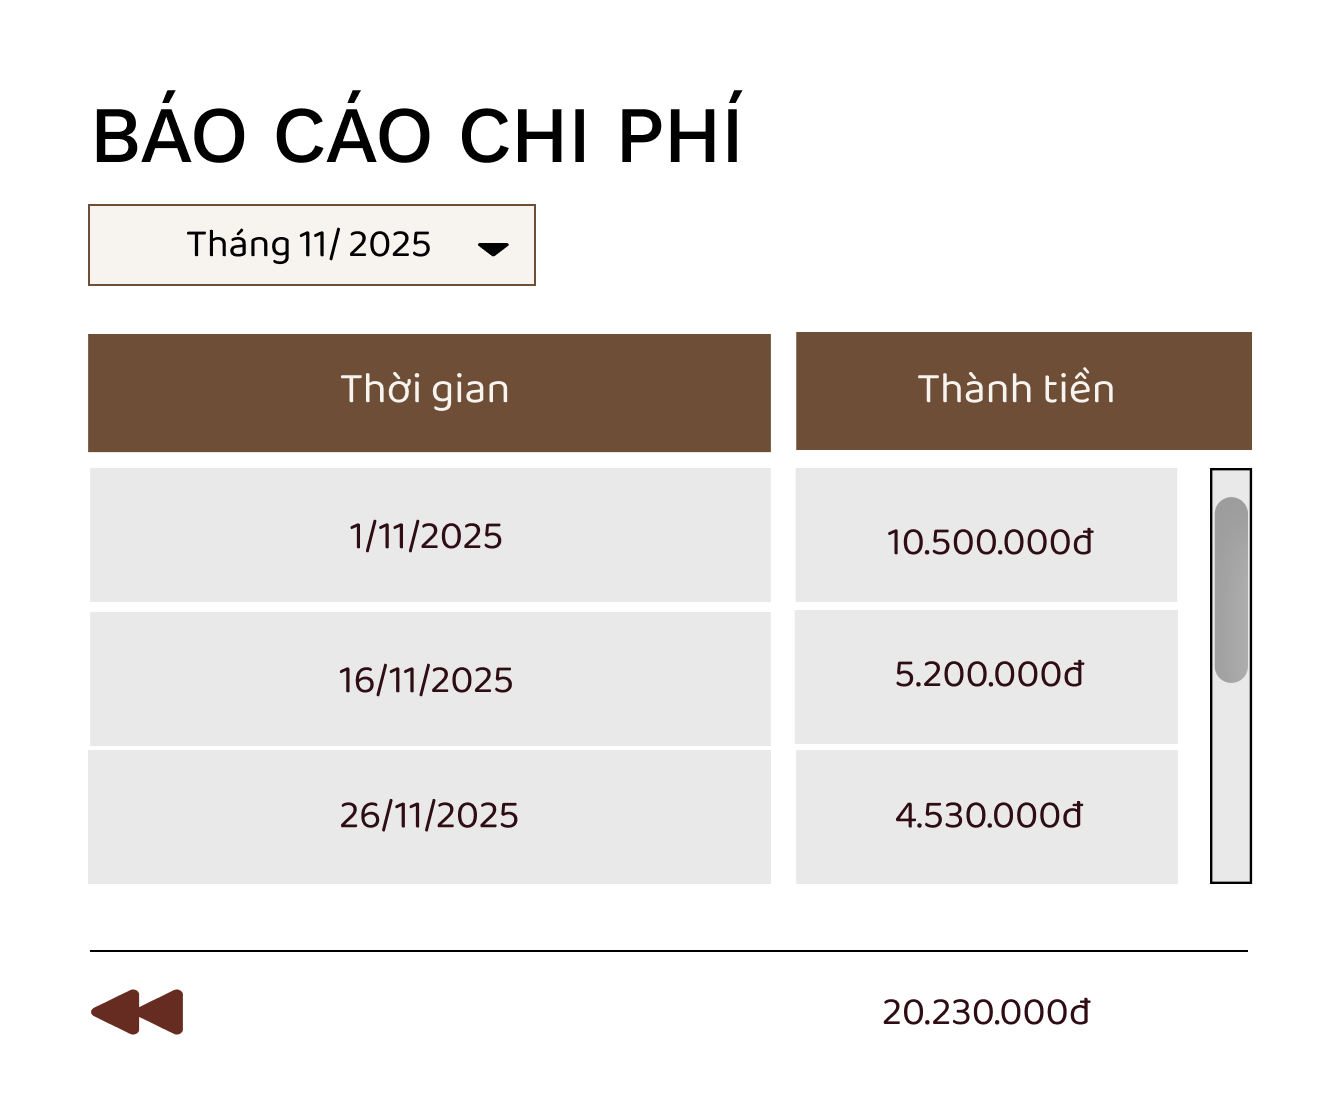 BÁO CÁO CHI PHÍ
Tháng 11/ 2025
Thời gian Thành tiền
1/11/2025 10.500.000đ
16/11/2025 5.200.000đ
26/11/2025 4.530.000đ
20.230.000đ